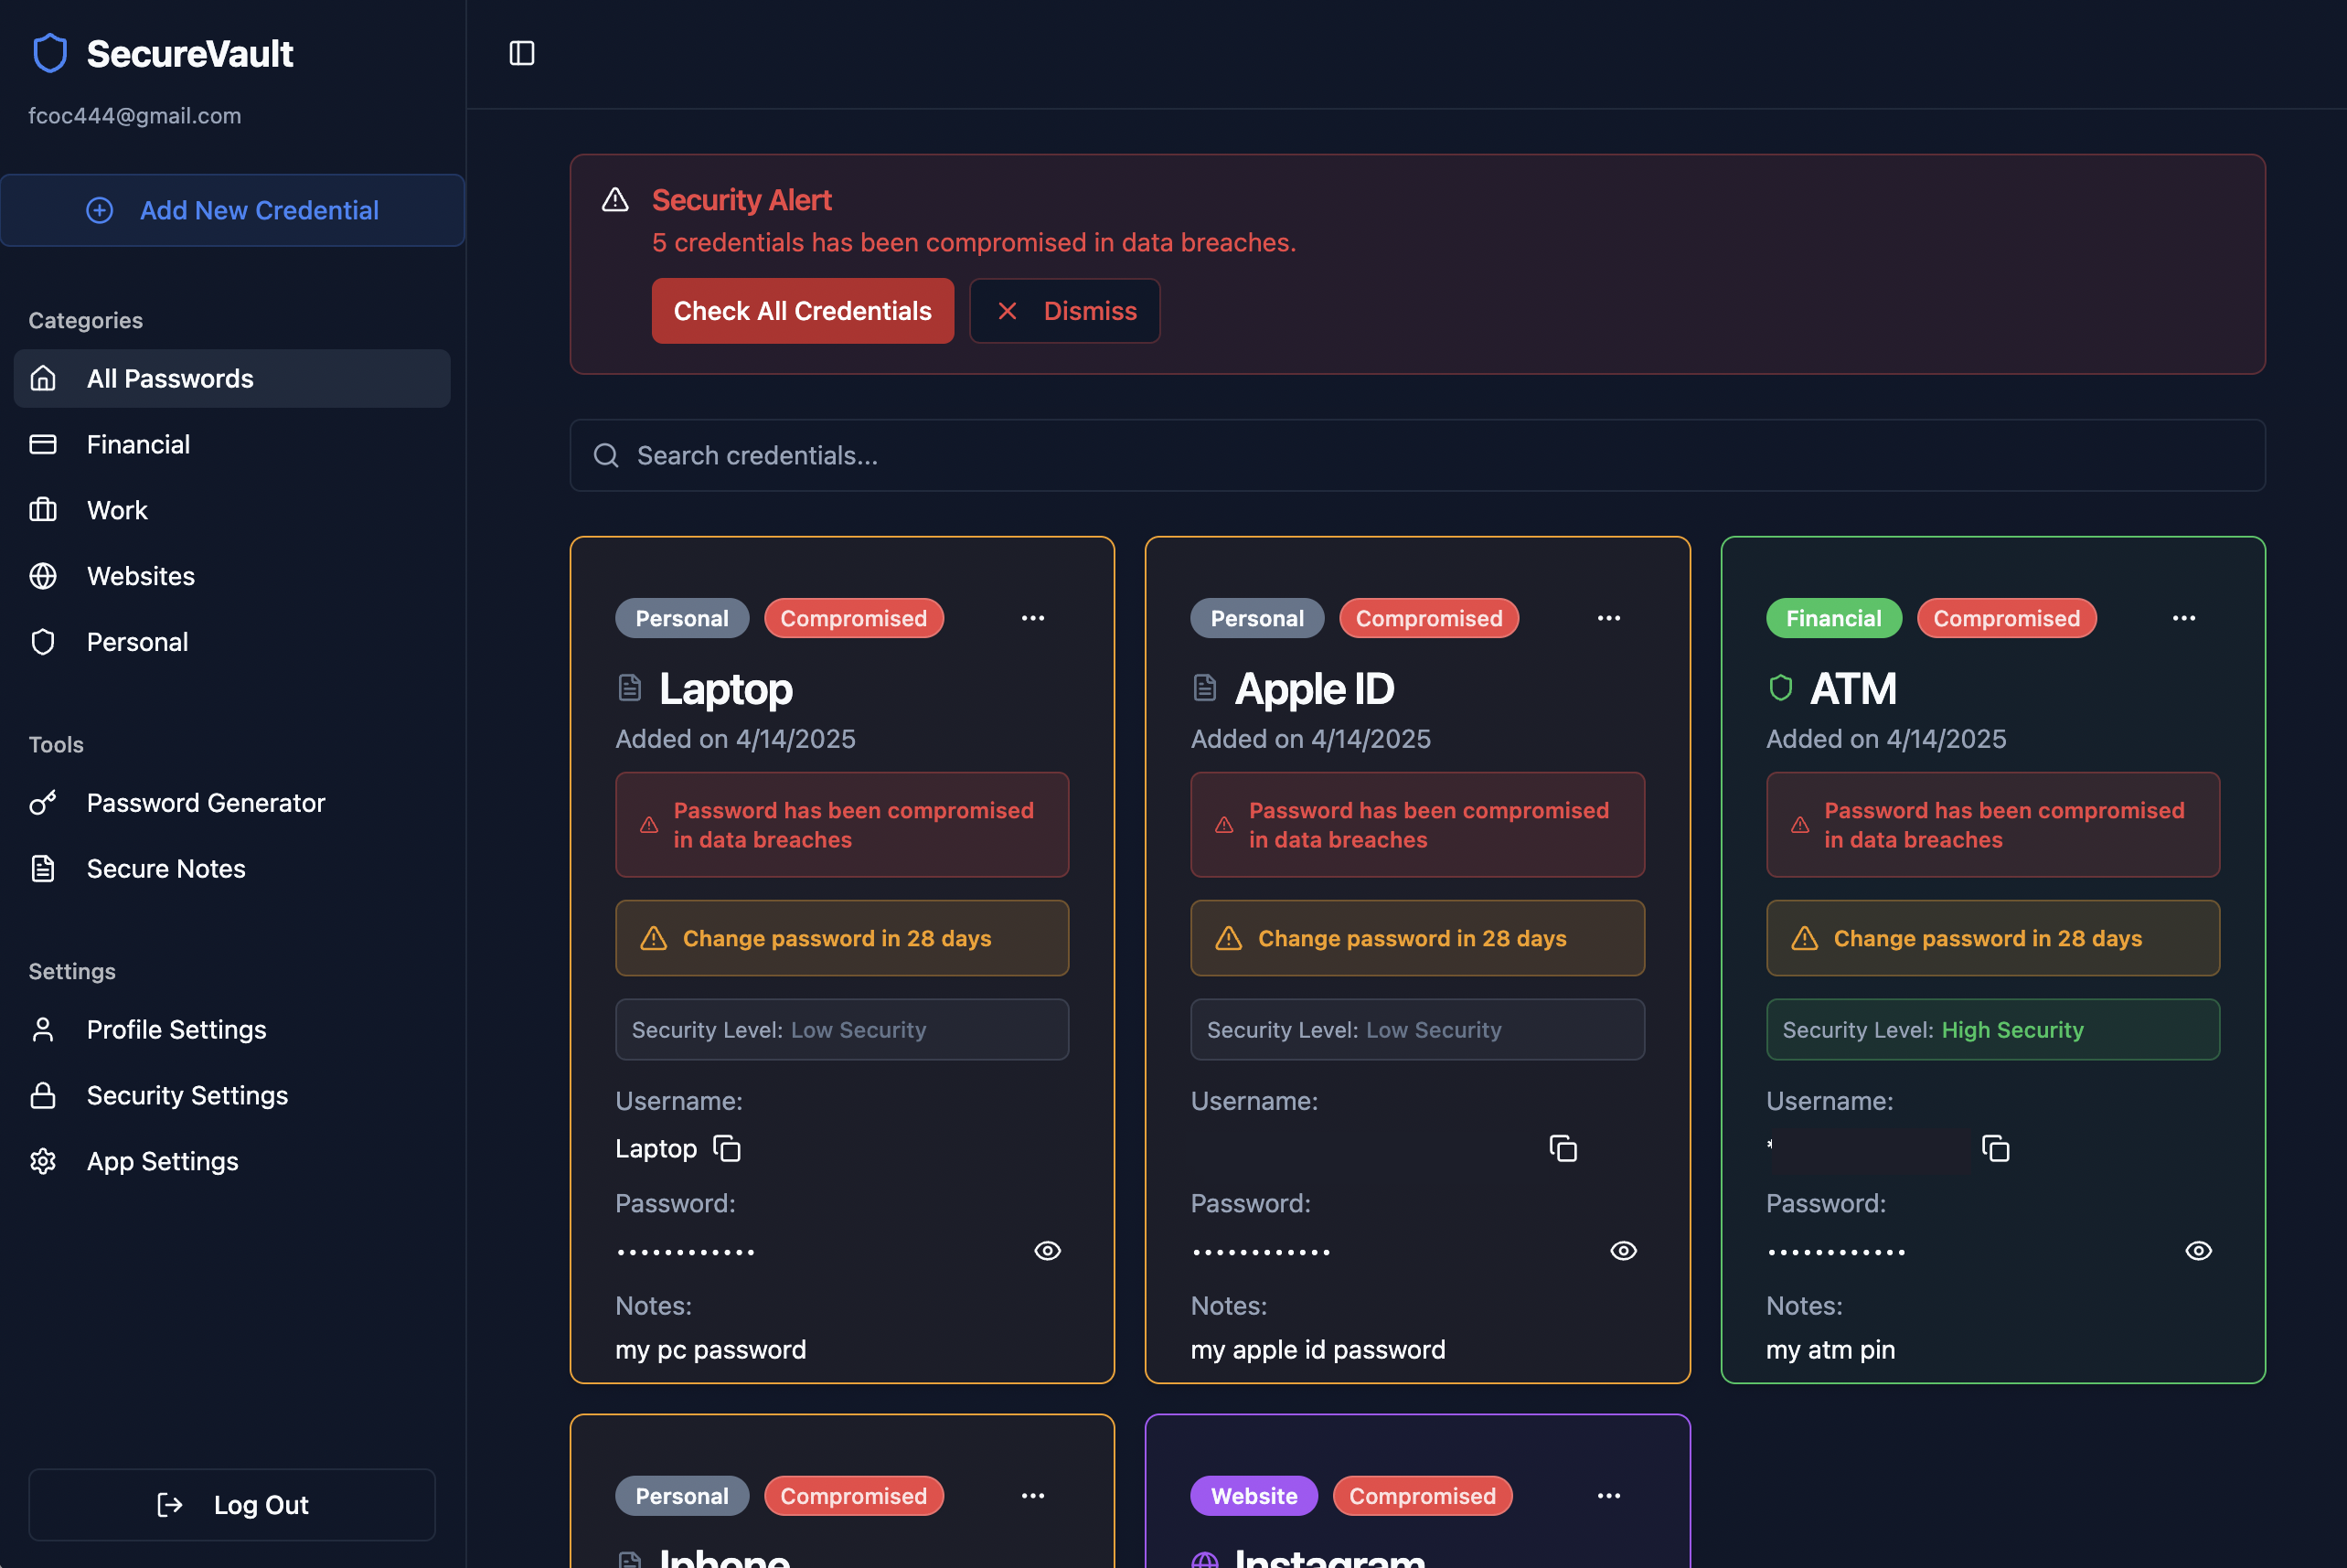 SecureVault
fcoc444@gmail.com
Add New Credential
Categories
All Passwords
Financial
Work
Websites
Personal
Tools
Password Generator
Secure Notes
Settings
Profile Settings
Security Settings
App Settings
Log Out
Security Alert
5 credentials has been compromised in data breaches.
Check All Credentials
Dismiss
Search credentials...
Personal
Compromised
Laptop
Added on 4/14/2025
Password has been compromised
in data breaches
Change password in 28 days
Security Level: Low Security
Username:
Laptop
Password:
••••••••••••
Notes:
my pc password
Personal
Compromised
Apple ID
Added on 4/14/2025
Password has been compromised
in data breaches
Change password in 28 days
Security Level: Low Security
Username:
Password:
••••••••••••
Notes:
my apple id password
Financial
Compromised
ATM
Added on 4/14/2025
Password has been compromised
in data breaches
Change password in 28 days
Security Level: High Security
Username:
*
Password:
••••••••••••
Notes:
my atm pin
Personal
Compromised
Iphone
Website
Compromised
Instagram